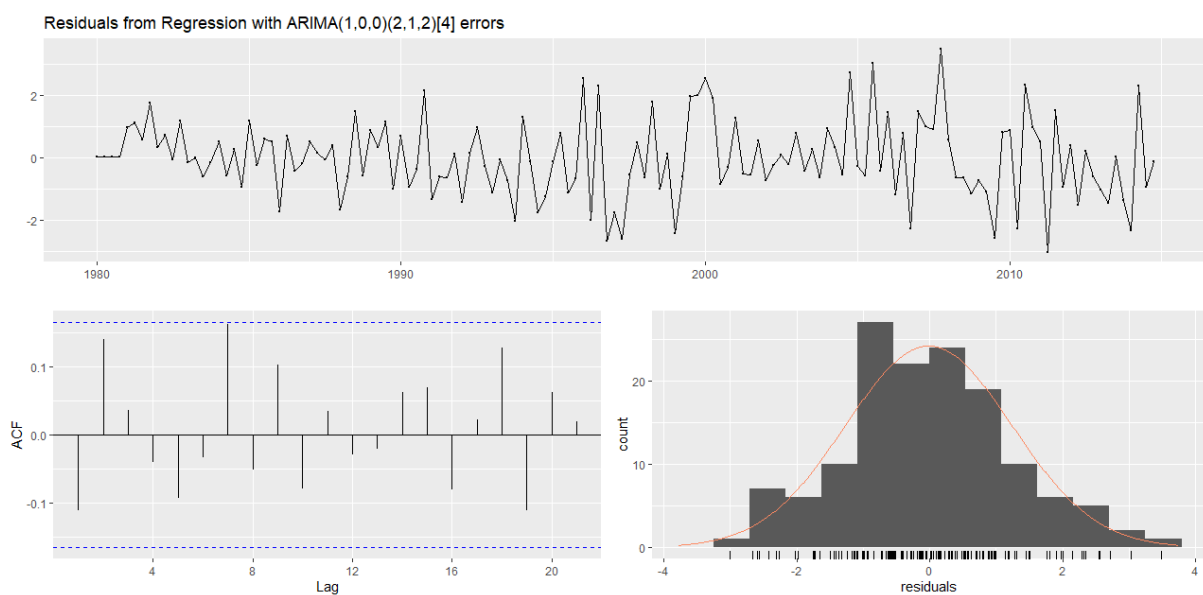 Residuals from Regression with ARIMA(1,0,0)(2,1,2)[4] errors
2
0
-2
1980 1990 2000 2010
ACF
0.1
0.0
-0.1
4 8 12 16 20
Lag
count
20
10
0
-4 -2 0 2 4
residuals